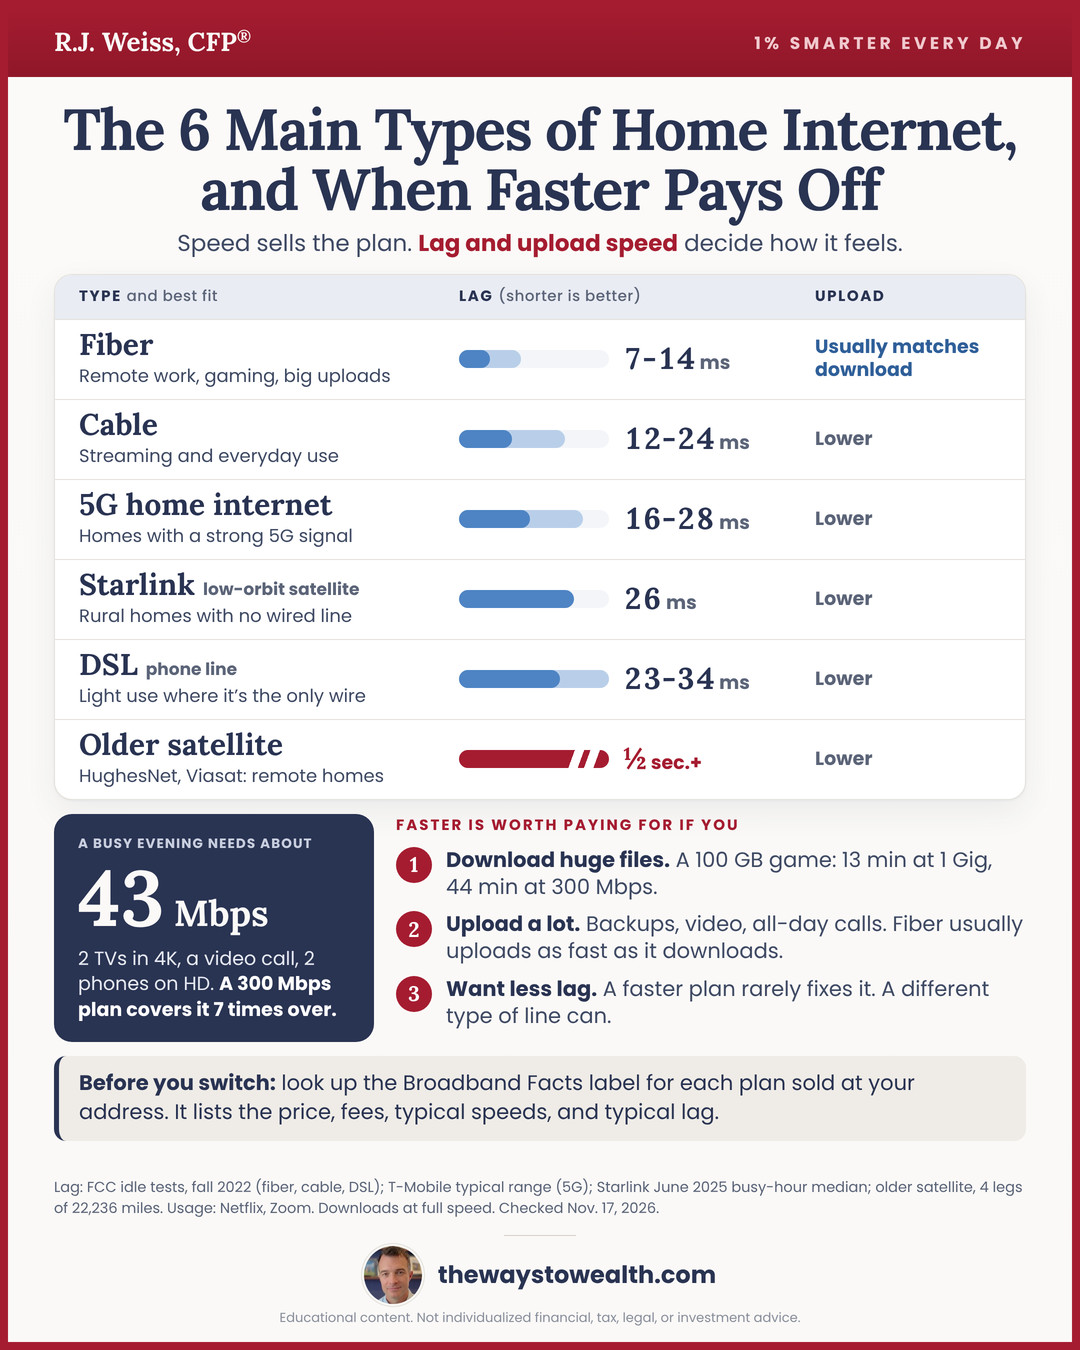 R.J. Weiss, CFP®
1% SMARTER EVERY DAY
The 6 Main Types of Home Internet,
and When Faster Pays Off
Speed sells the plan. Lag and upload speed decide how it feels.
TYPE and best fit
LAG (shorter is better)
UPLOAD
Fiber
Remote work, gaming, big uploads
7–14 ms
Usually matches
download
Cable
Streaming and everyday use
12–24 ms
Lower
5G home internet
Homes with a strong 5G signal
16–28 ms
Lower
Starlink low-orbit satellite
Rural homes with no wired line
26 ms
Lower
DSL phone line
Light use where it’s the only wire
23–34 ms
Lower
Older satellite
HughesNet, Viasat: remote homes
½ sec.+
Lower
A BUSY EVENING NEEDS ABOUT
43 Mbps
2 TVs in 4K, a video call, 2
phones on HD. A 300 Mbps
plan covers it 7 times over.
FASTER IS WORTH PAYING FOR IF YOU
1 Download huge files. A 100 GB game: 13 min at 1 Gig,
44 min at 300 Mbps.
2 Upload a lot. Backups, video, all-day calls. Fiber usually
uploads as fast as it downloads.
3 Want less lag. A faster plan rarely fixes it. A different
type of line can.
Before you switch: look up the Broadband Facts label for each plan sold at your
address. It lists the price, fees, typical speeds, and typical lag.
Lag: FCC idle tests, fall 2022 (fiber, cable, DSL); T-Mobile typical range (5G); Starlink June 2025 busy-hour median; older satellite, 4 legs
of 22,236 miles. Usage: Netflix, Zoom. Downloads at full speed. Checked Nov. 17, 2026.
thewaystowealth.com
Educational content. Not individualized financial, tax, legal, or investment advice.